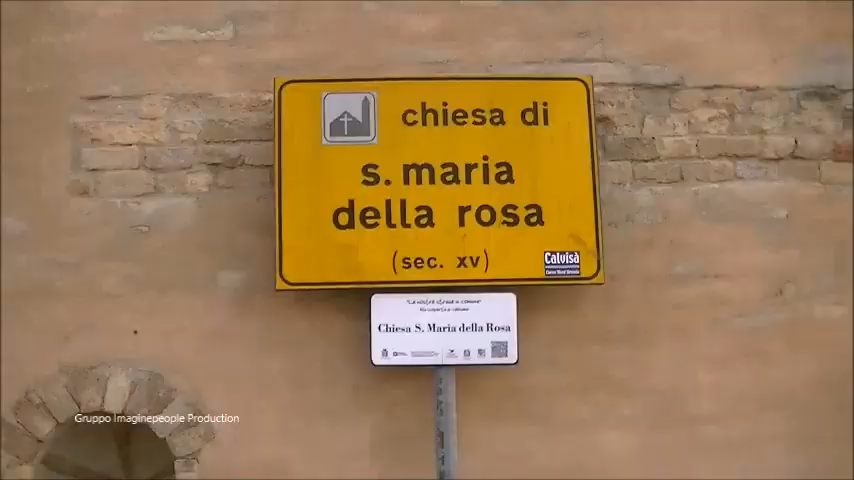 chiesa di
s. maria
della rosa
(sec. xv)
Calvisà
Chiesa S. Maria della Rosa
Gruppo Imaginepeople Production